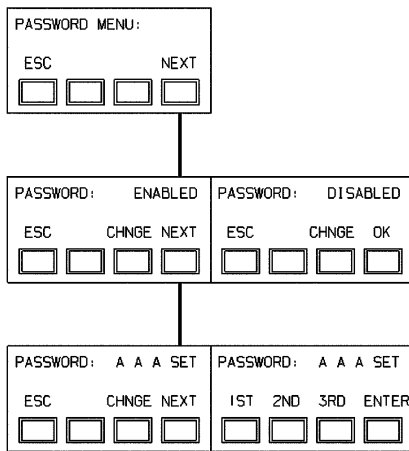 PASSWORD MENU:
ESC NEXT
PASSWORD: ENABLED
ESC CHNGE NEXT
PASSWORD: DISABLED
ESC CHNGE OK
PASSWORD: A A A SET
ESC CHNGE NEXT
PASSWORD: A A A SET
1ST 2ND 3RD ENTER